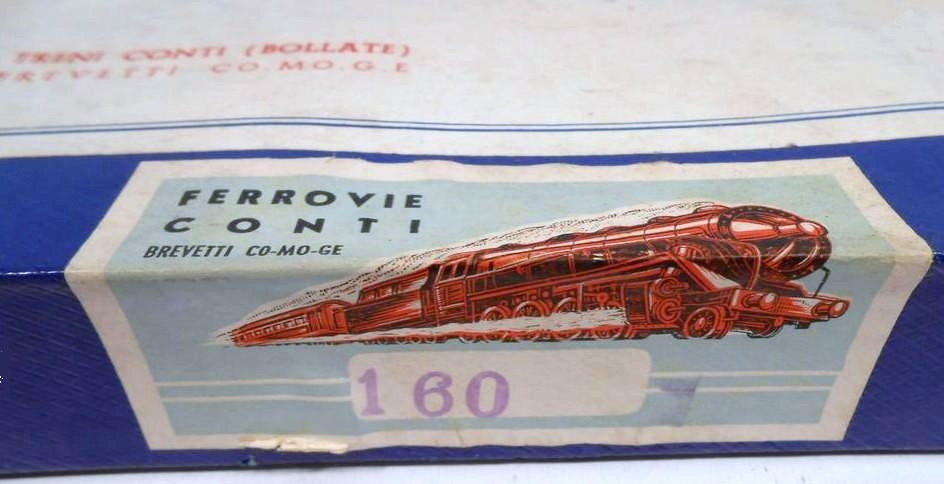 TRENI CONTI (BOLLATE)
BREVETTI CO.MO.G.E
FERROVIE
CONTI
BREVETTI CO-MO-GE
160